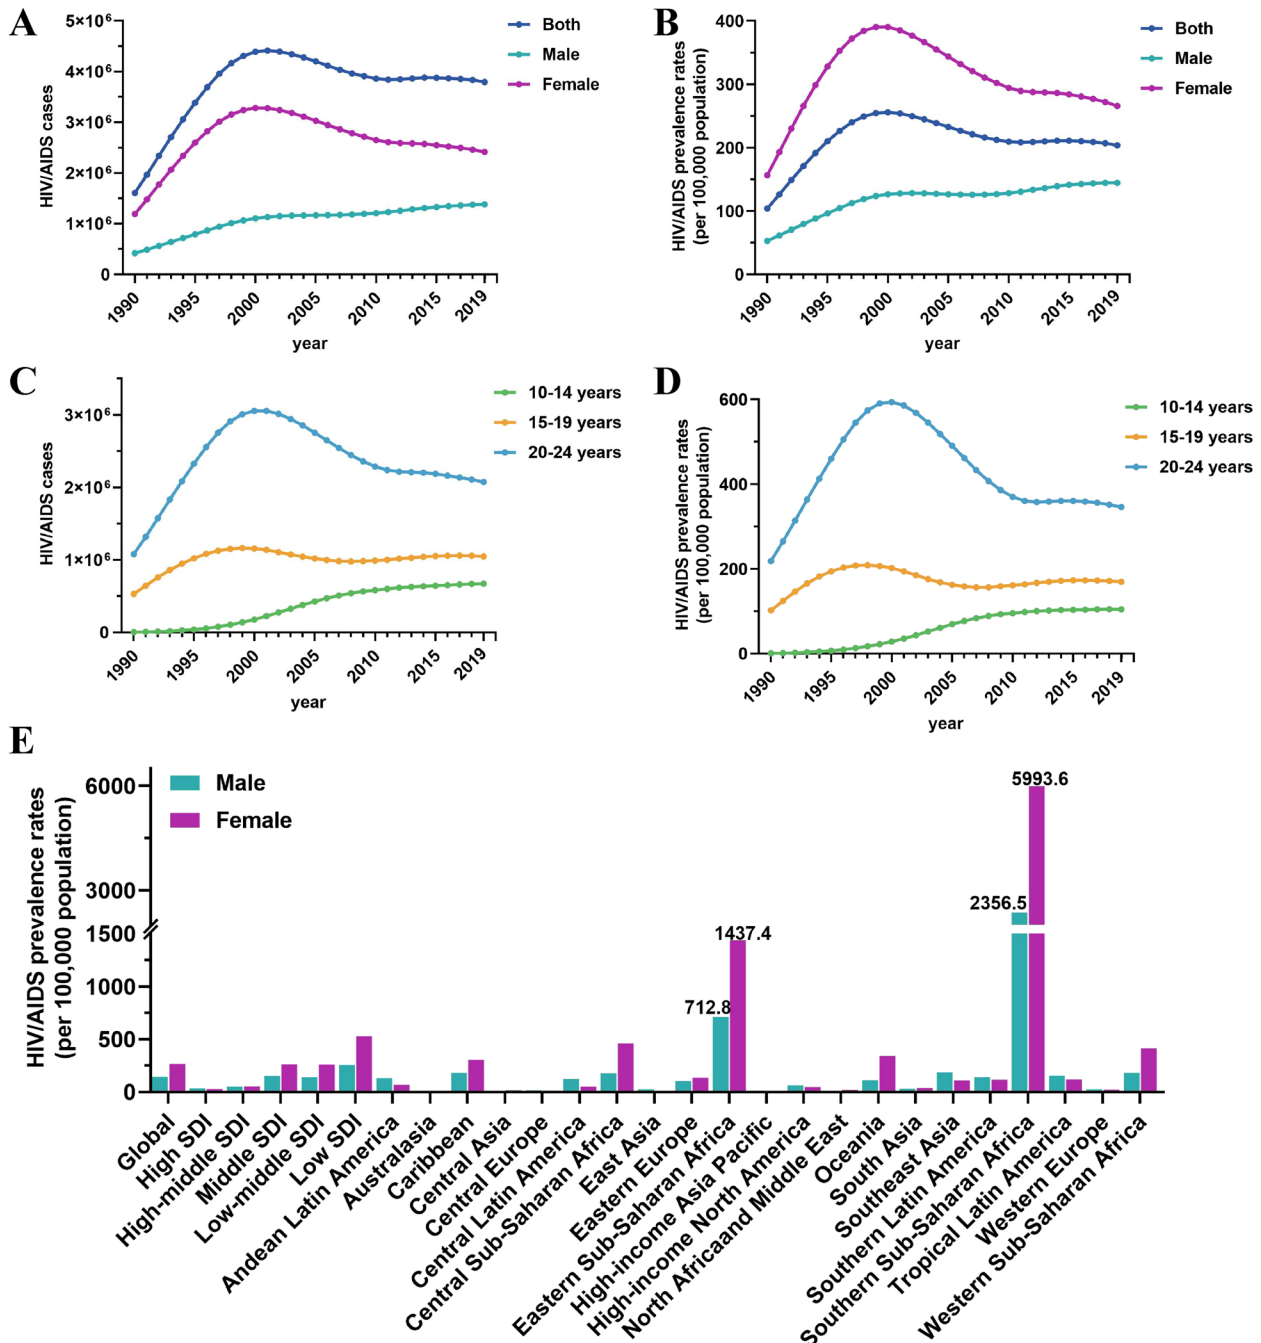 A
HIV/AIDS cases
5×10⁶
4×10⁶
3×10⁶
2×10⁶
1×10⁶
0
1990
1995
2000
2005
2010
2015
2019
year
Both
Male
Female
B
HIV/AIDS prevalence rates
(per 100,000 population)
400
300
200
100
0
1990
1995
2000
2005
2010
2015
2019
year
Both
Male
Female
C
HIV/AIDS cases
3×10⁶
2×10⁶
1×10⁶
0
1990
1995
2000
2005
2010
2015
2019
year
10-14 years
15-19 years
20-24 years
D
HIV/AIDS prevalence rates
(per 100,000 population)
600
400
200
0
1990
1995
2000
2005
2010
2015
2019
year
10-14 years
15-19 years
20-24 years
E
HIV/AIDS prevalence rates
(per 100,000 population)
6000
3000
1500
1000
500
0
Male
Female
712.8
1437.4
2356.5
5993.6
Global
High SDI
High-middle SDI
Middle SDI
Low-middle SDI
Low SDI
Andean Latin America
Australasia
Caribbean
Central Asia
Central Europe
Central Latin America
Central Sub-Saharan Africa
East Asia
Eastern Europe
Eastern Sub-Saharan Africa
High-income Asia Pacific
High-income North America
North Africaand Middle East
Oceania
South Asia
Southeast Asia
Southern Latin America
Southern Sub-Saharan Africa
Tropical Latin America
Western Europe
Western Sub-Saharan Africa